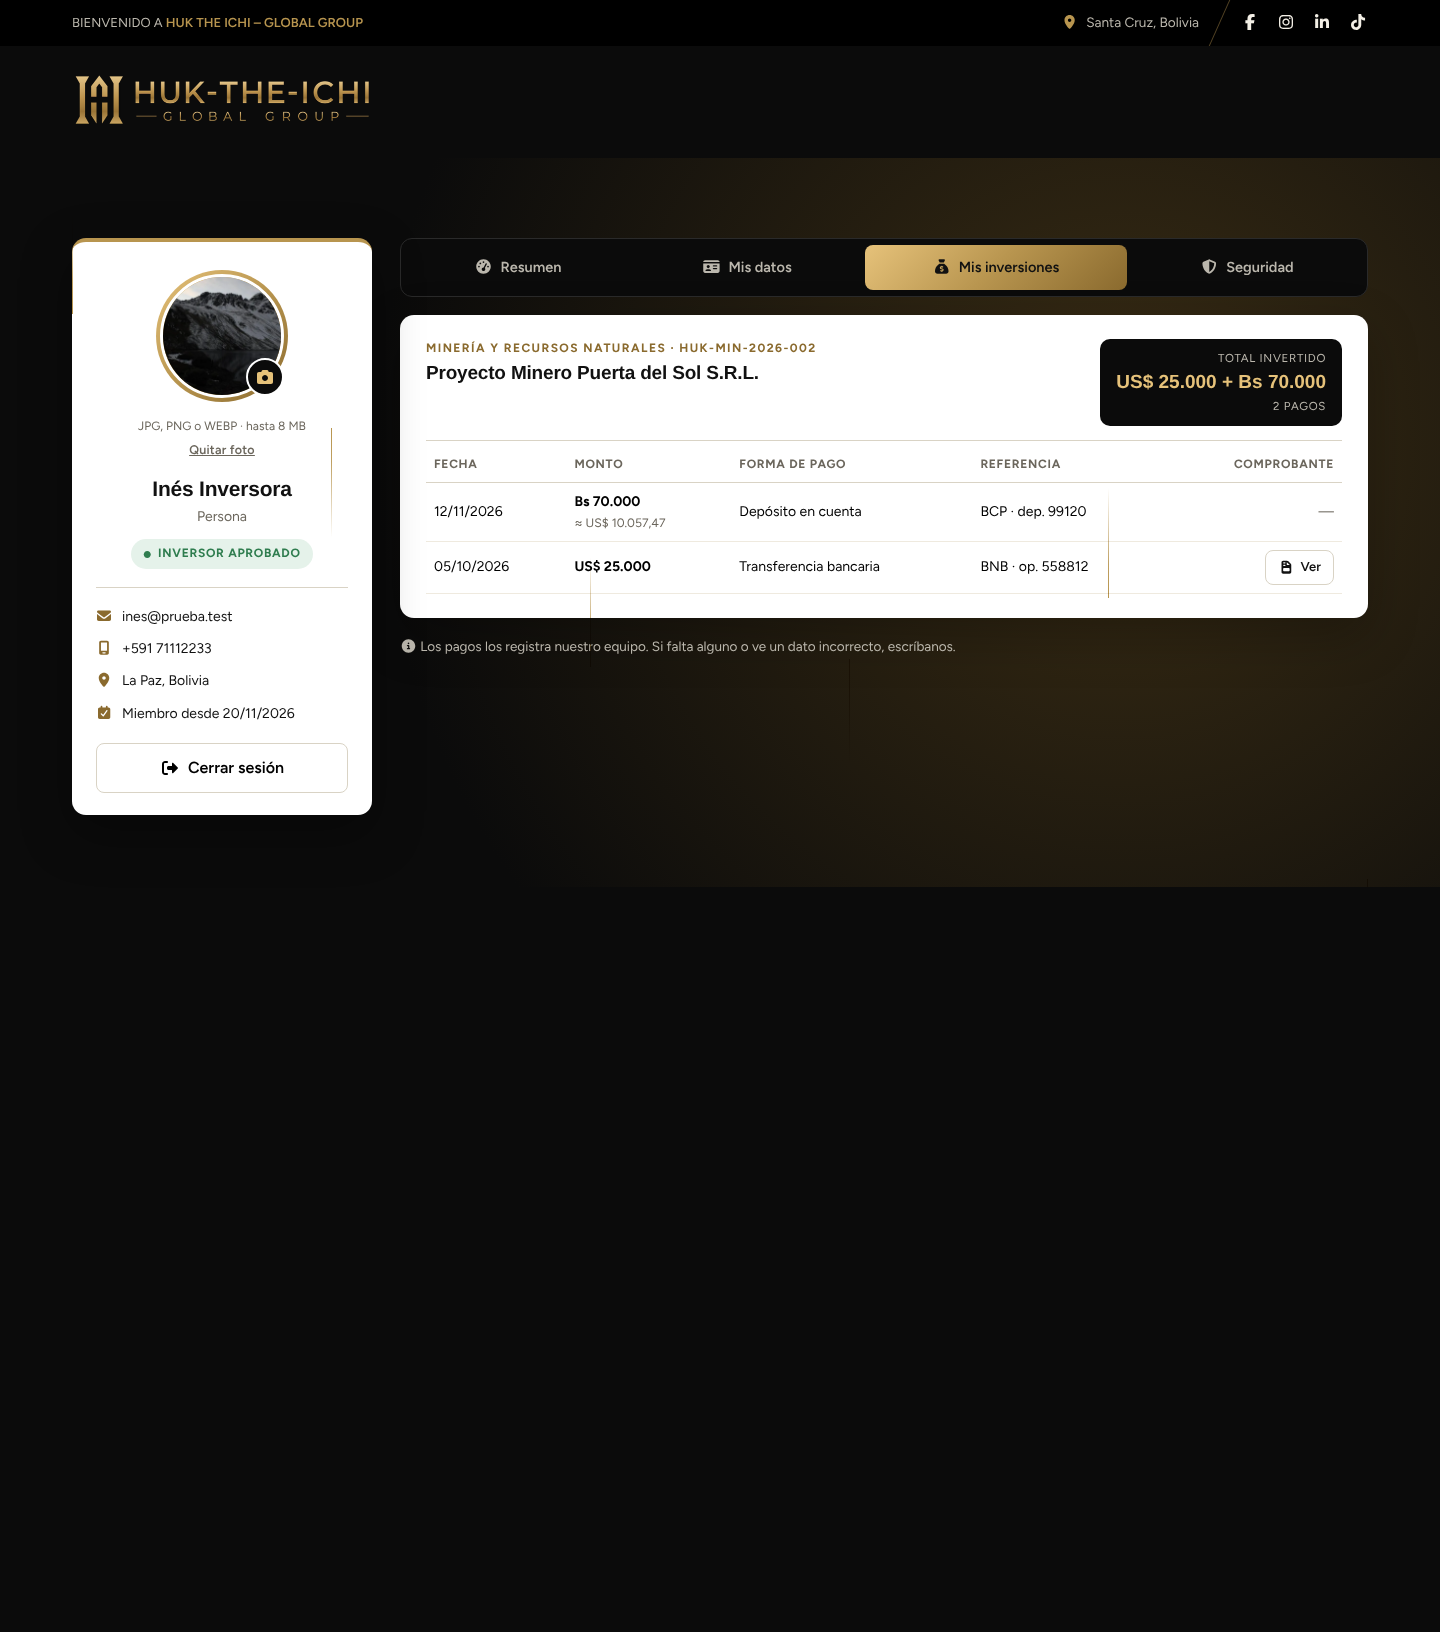 BIENVENIDO A HUK THE ICHI – GLOBAL GROUP
Santa Cruz, Bolivia
HUK-THE-ICHI
GLOBAL GROUP
JPG, PNG o WEBP · hasta 8 MB
Quitar foto
Inés Inversora
Persona
INVERSOR APROBADO
ines@prueba.test
+591 71112233
La Paz, Bolivia
Miembro desde 20/11/2026
Cerrar sesión
Resumen Mis datos Mis inversiones Seguridad
MINERÍA Y RECURSOS NATURALES · HUK-MIN-2026-002
Proyecto Minero Puerta del Sol S.R.L.
TOTAL INVERTIDO
US$ 25.000 + Bs 70.000
2 PAGOS
FECHA MONTO FORMA DE PAGO REFERENCIA COMPROBANTE
12/11/2026 Bs 70.000 Depósito en cuenta BCP · dep. 99120 —
≈ US$ 10.057,47
05/10/2026 US$ 25.000 Transferencia bancaria BNB · op. 558812 Ver
Los pagos los registra nuestro equipo. Si falta alguno o ve un dato incorrecto, escríbanos.